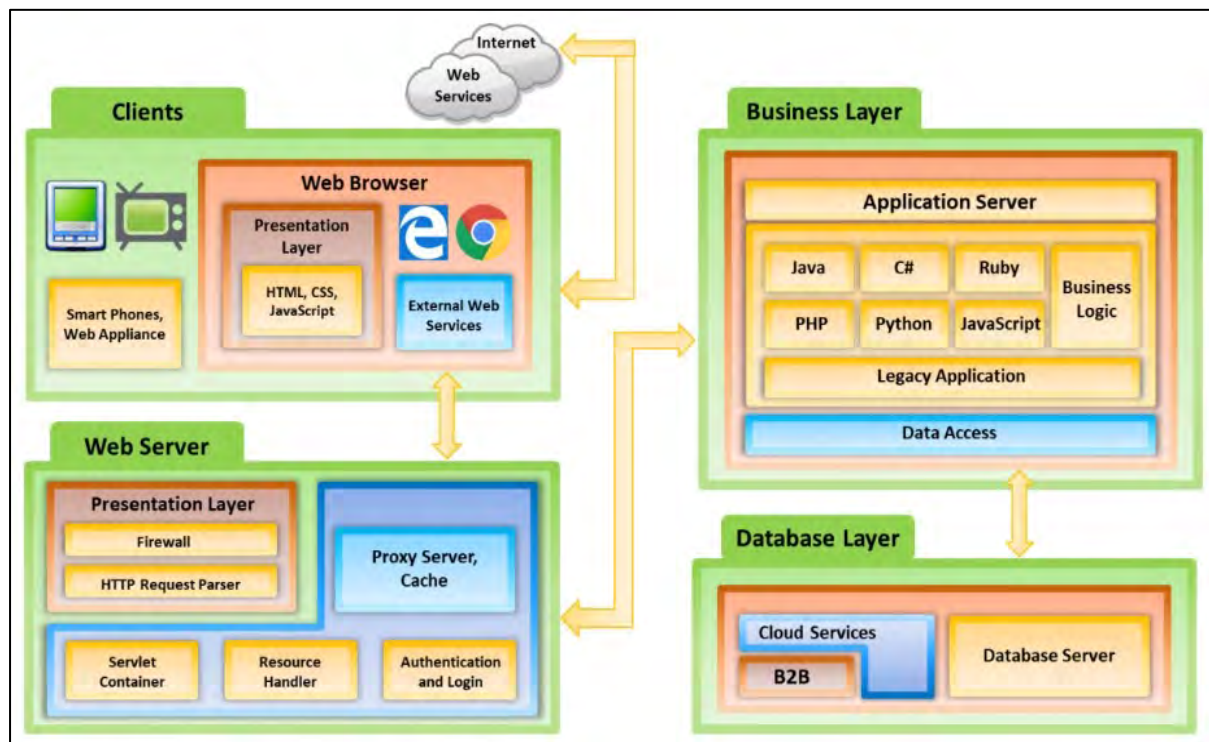 Internet
Web
Services
Clients
Web Browser
Presentation
Layer
HTML, CSS,
JavaScript
External Web
Services
Smart Phones,
Web Appliance
Web Server
Presentation Layer
Firewall
HTTP Request Parser
Proxy Server,
Cache
Servlet
Container
Resource
Handler
Authentication
and Login
Business Layer
Application Server
Java
C#
Ruby
PHP
Python
JavaScript
Business
Logic
Legacy Application
Data Access
Database Layer
Cloud Services
B2B
Database Server